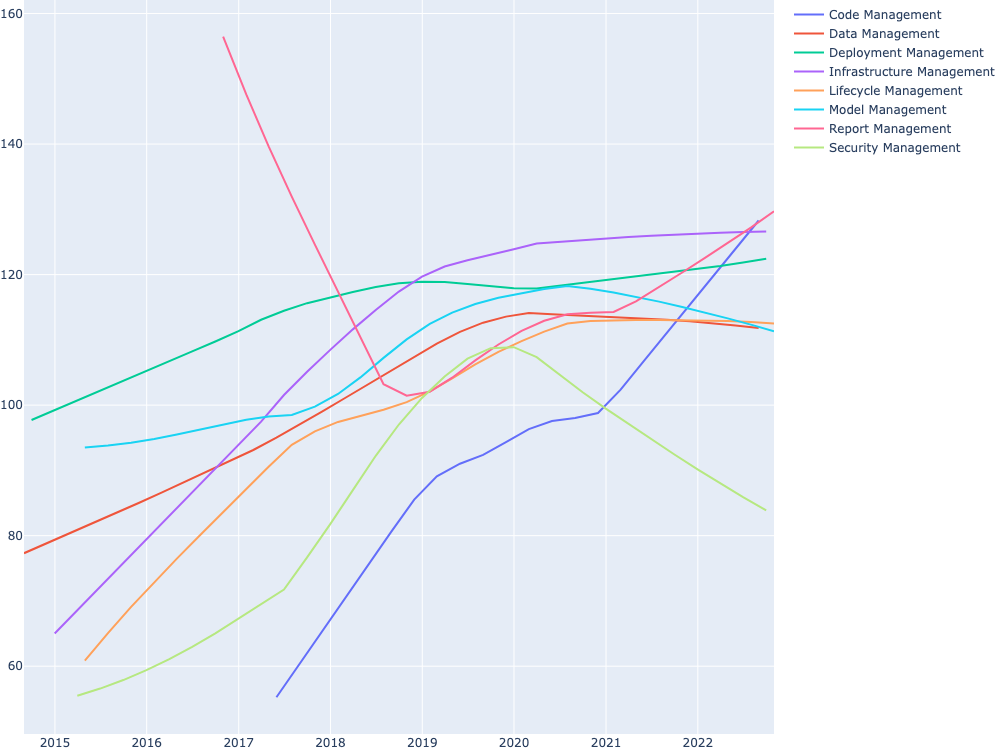 160
140
120
100
80
60
2015 2016 2017 2018 2019 2020 2021 2022
Code Management
Data Management
Deployment Management
Infrastructure Management
Lifecycle Management
Model Management
Report Management
Security Management